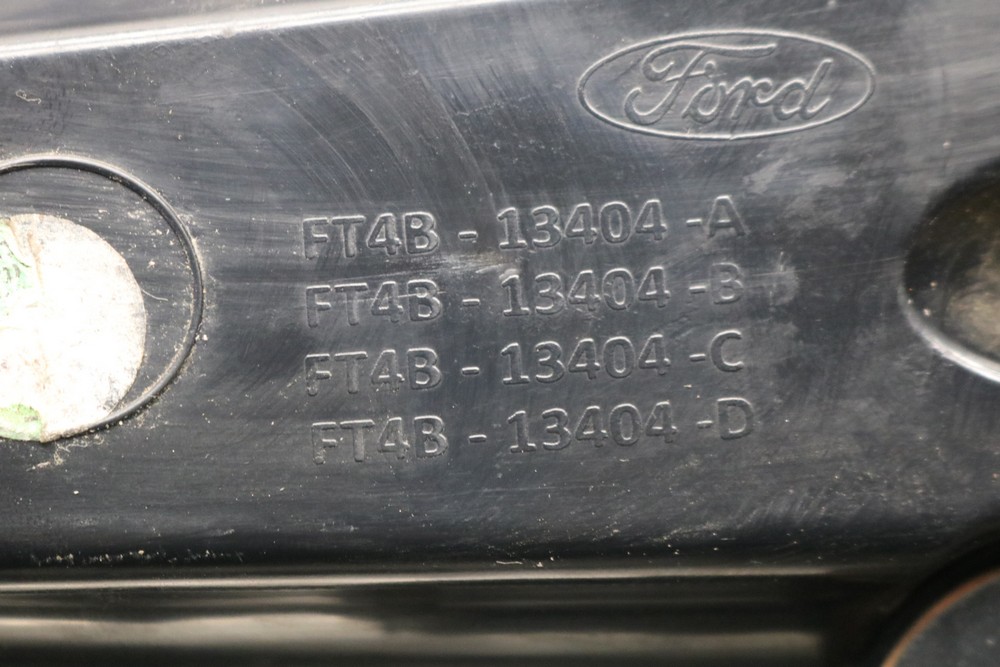 Ford
FT4B - 13404 -A
FT4B - 13404 -B
FT4B - 13404 -C
FT4B - 13404 -D